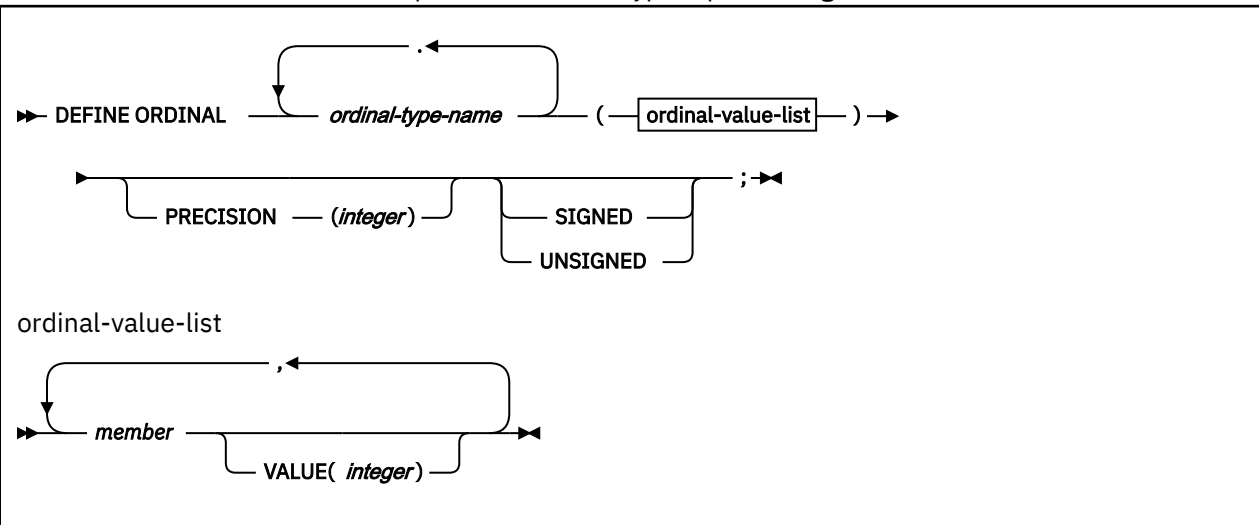 .
DEFINE ORDINAL ordinal-type-name ( ordinal-value-list )
PRECISION (integer) SIGNED ;
UNSIGNED
ordinal-value-list
,
member
VALUE( integer)